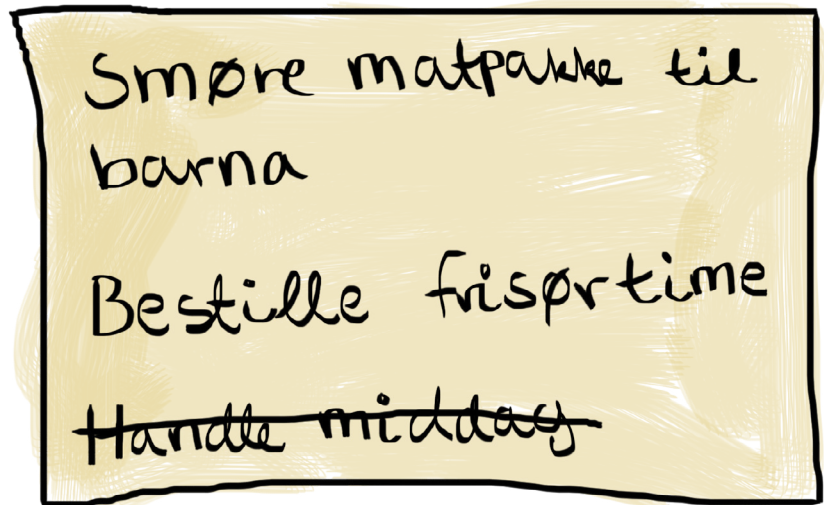 Smøre matpakke til
barna
Bestille frisørtime
Handle middag